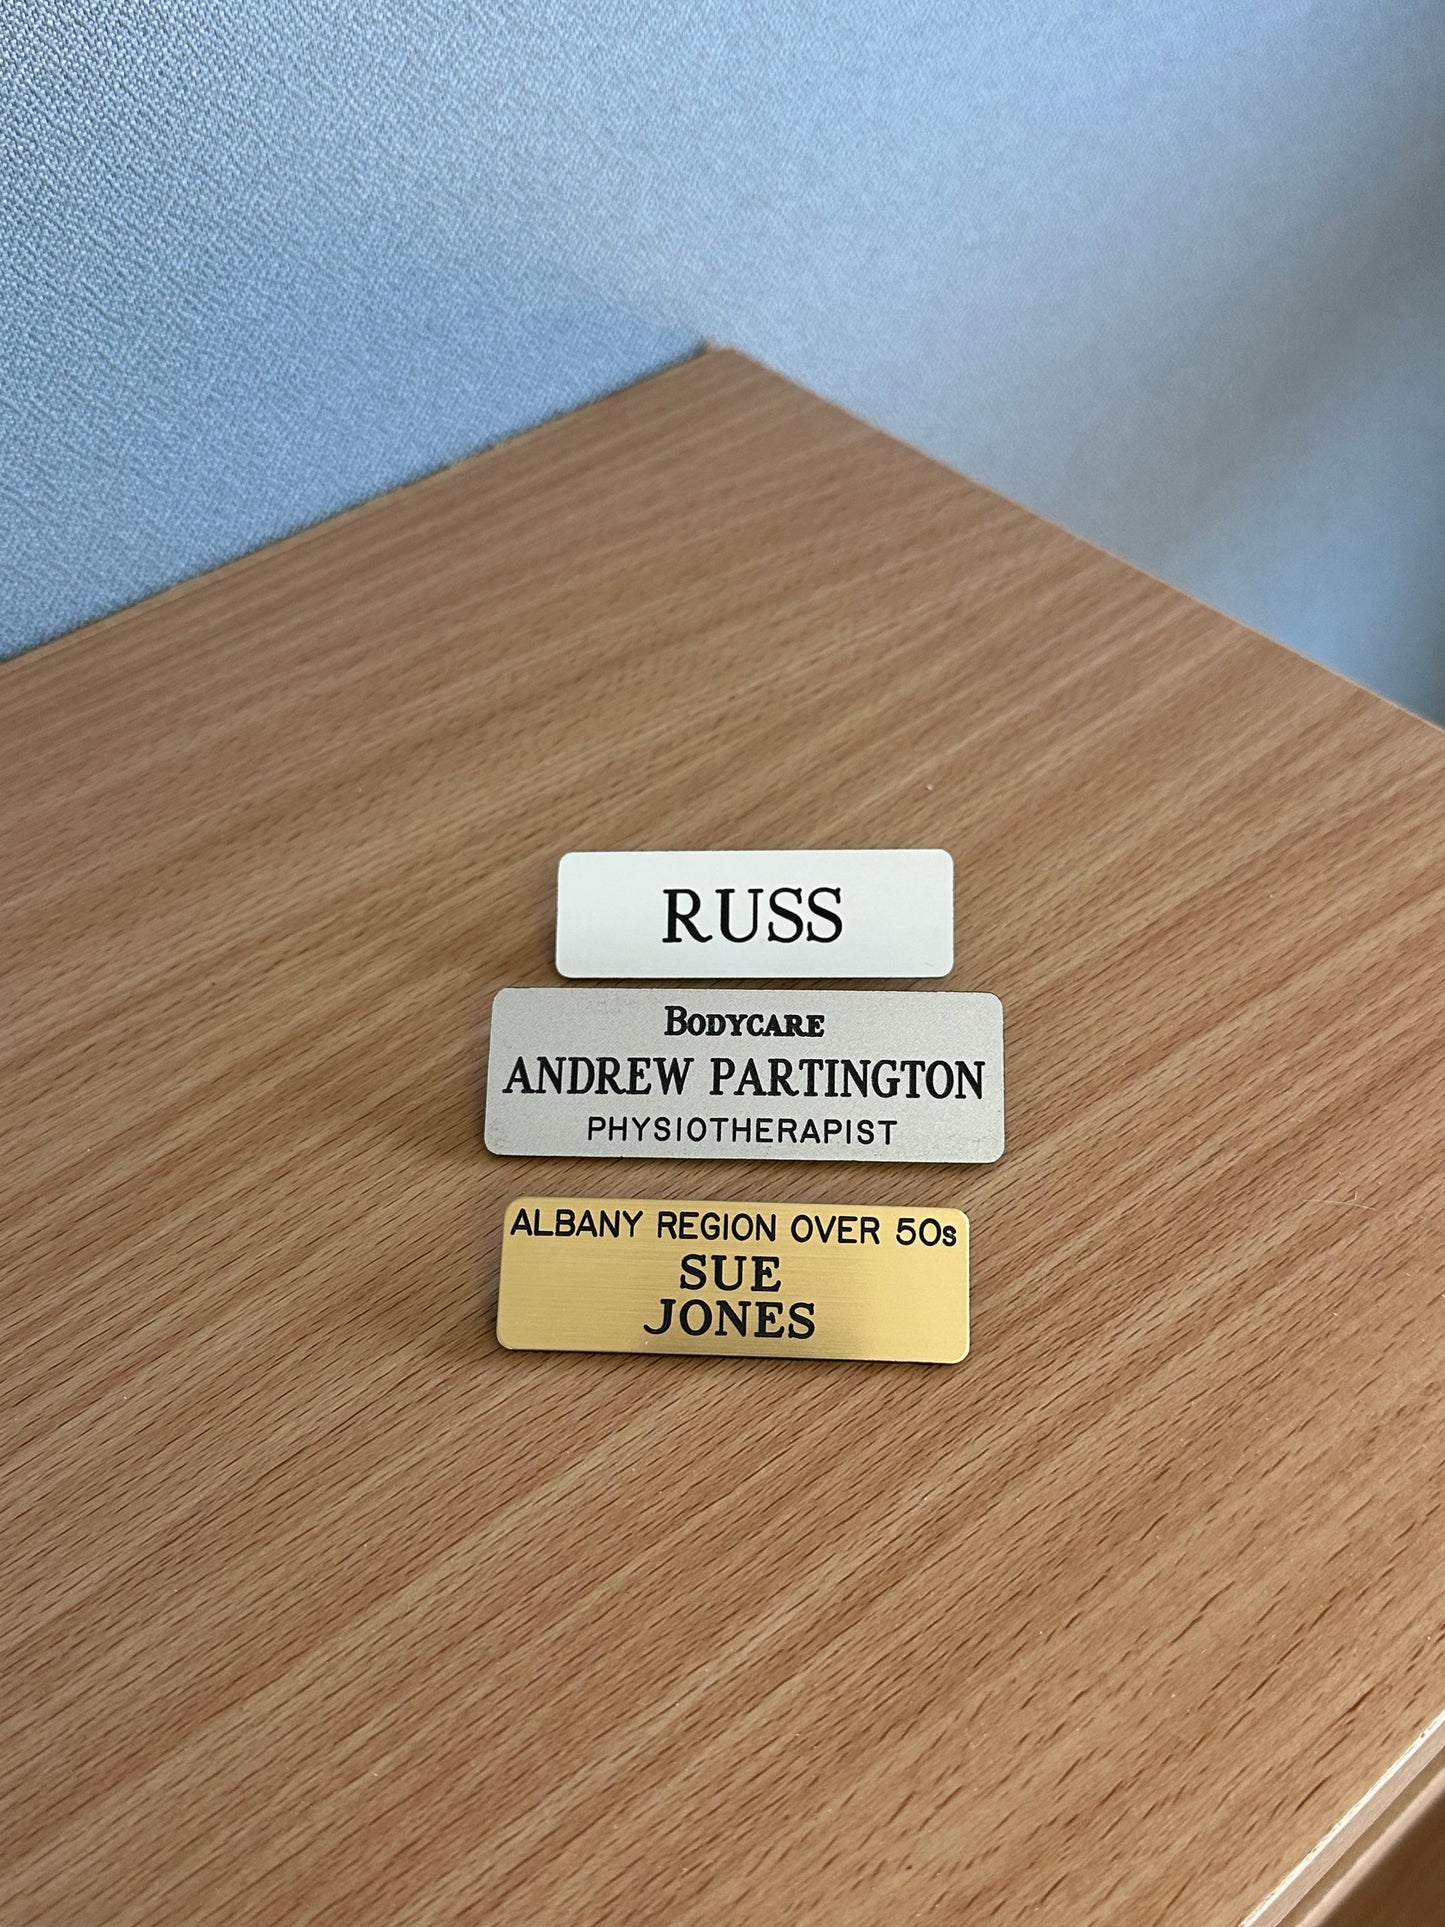 RUSS
BODYCARE
ANDREW PARTINGTON
PHYSIOTHERAPIST
ALBANY REGION OVER 50s
SUE
JONES